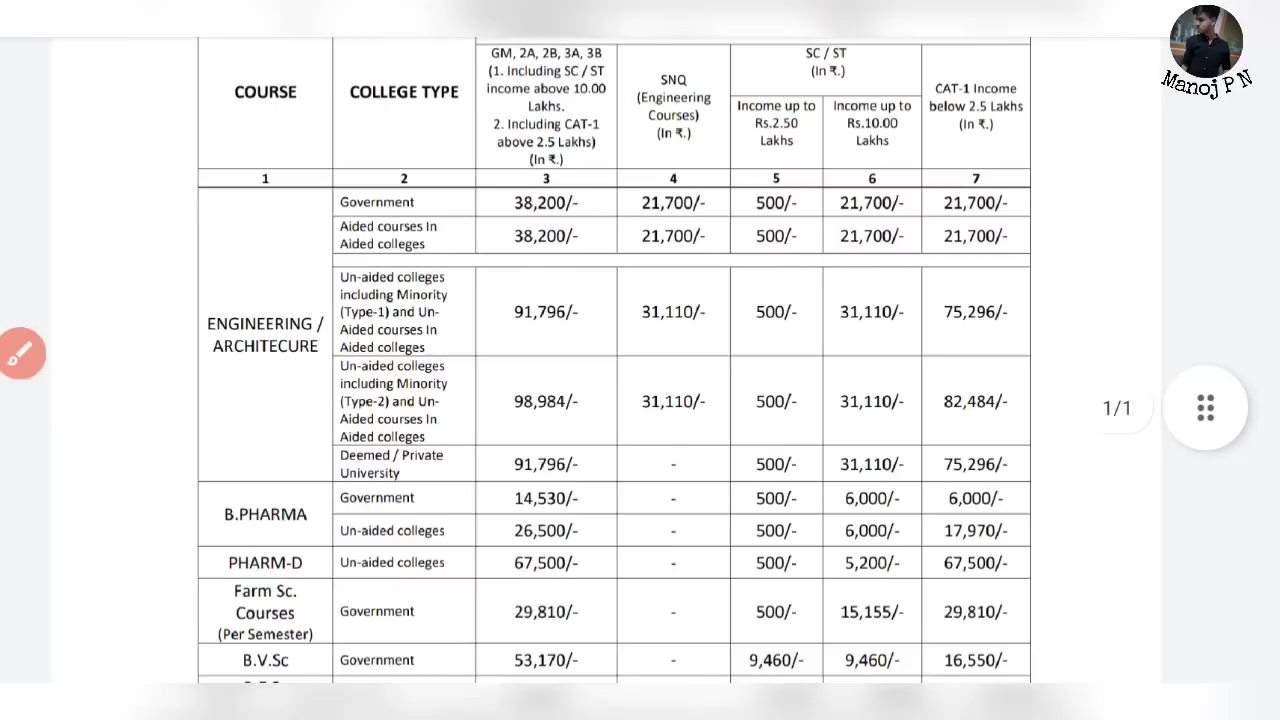 Manoj P N
COURSE
COLLEGE TYPE
GM, 2A, 2B, 3A, 3B
(1. Including SC / ST
income above 10.00
Lakhs.
2. Including CAT-1
above 2.5 Lakhs)
(In ₹.)
SNQ
(Engineering
Courses)
(In ₹.)
SC / ST
(In ₹.)
Income up to
Rs.2.50
Lakhs
Income up to
Rs.10.00
Lakhs
CAT-1 Income
below 2.5 Lakhs
(In ₹.)
1 2 3 4 5 6 7
ENGINEERING /
ARCHITECURE
Government 38,200/- 21,700/- 500/- 21,700/- 21,700/-
Aided courses In
Aided colleges
38,200/- 21,700/- 500/- 21,700/- 21,700/-
Un-aided colleges
including Minority
(Type-1) and Un-
Aided courses In
Aided colleges
91,796/- 31,110/- 500/- 31,110/- 75,296/-
Un-aided colleges
including Minority
(Type-2) and Un-
Aided courses In
Aided colleges
98,984/- 31,110/- 500/- 31,110/- 82,484/-
Deemed / Private
University
91,796/- - 500/- 31,110/- 75,296/-
B.PHARMA
Government 14,530/- - 500/- 6,000/- 6,000/-
Un-aided colleges 26,500/- - 500/- 6,000/- 17,970/-
PHARM-D Un-aided colleges 67,500/- - 500/- 5,200/- 67,500/-
Farm Sc.
Courses
(Per Semester)
Government 29,810/- - 500/- 15,155/- 29,810/-
B.V.Sc Government 53,170/- - 9,460/- 9,460/- 16,550/-
1/1